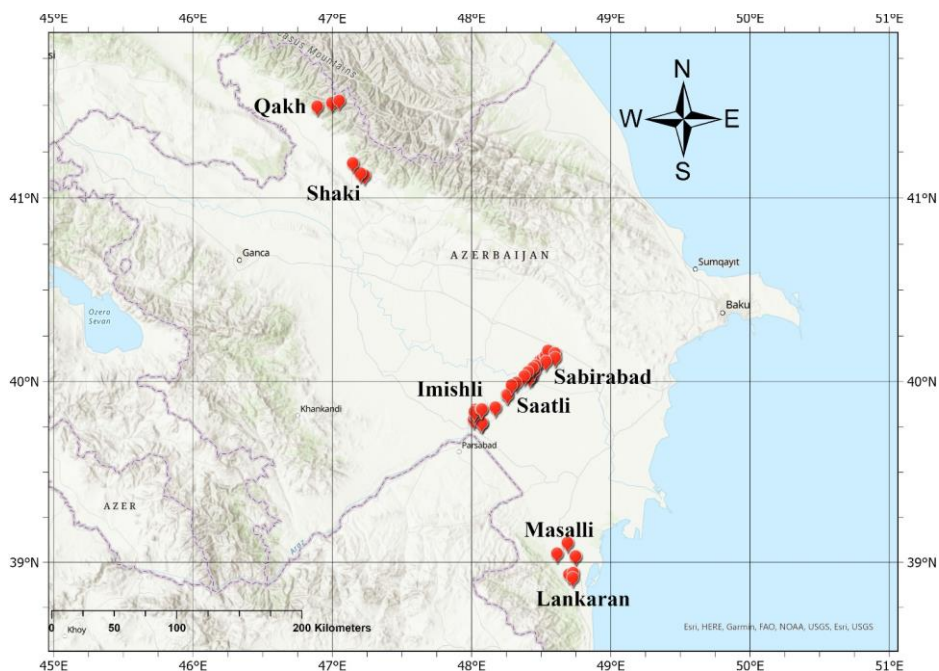 45°E 46°E 47°E 48°E 49°E 50°E 51°E
Mountains
N
Qakh
W E
S
Shaki
41°N 41°N
Ganca
AZERBAIJAN
Sumqayıt
Ozero
Sevan
Baku
Sabirabad
40°N 40°N
Imishli
Saatli
Khankandi
Parsabad
AZER
Masalli
39°N 39°N
Lankaran
0 50 100 200 Kilometers
Khoy
Esri, HERE, Garmin, FAO, NOAA, USGS, Esri, USGS
45°E 46°E 47°E 48°E 49°E 50°E 51°E